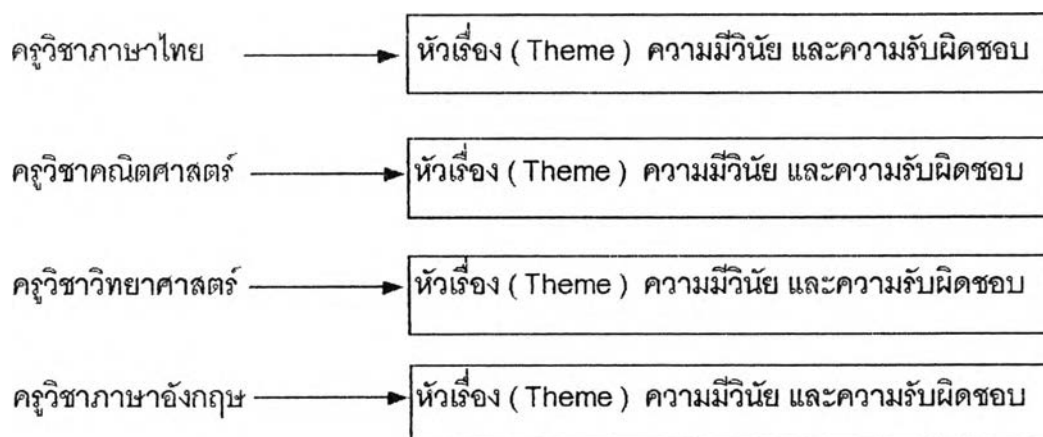 ครูวิชาภาษาไทย หัวเรื่อง ( Theme ) ความมีวินัย และความรับผิดชอบ
ครูวิชาคณิตศาสตร์ หัวเรื่อง ( Theme ) ความมีวินัย และความรับผิดชอบ
ครูวิชาวิทยาศาสตร์ หัวเรื่อง ( Theme ) ความมีวินัย และความรับผิดชอบ
ครูวิชาภาษาอังกฤษ หัวเรื่อง ( Theme ) ความมีวินัย และความรับผิดชอบ